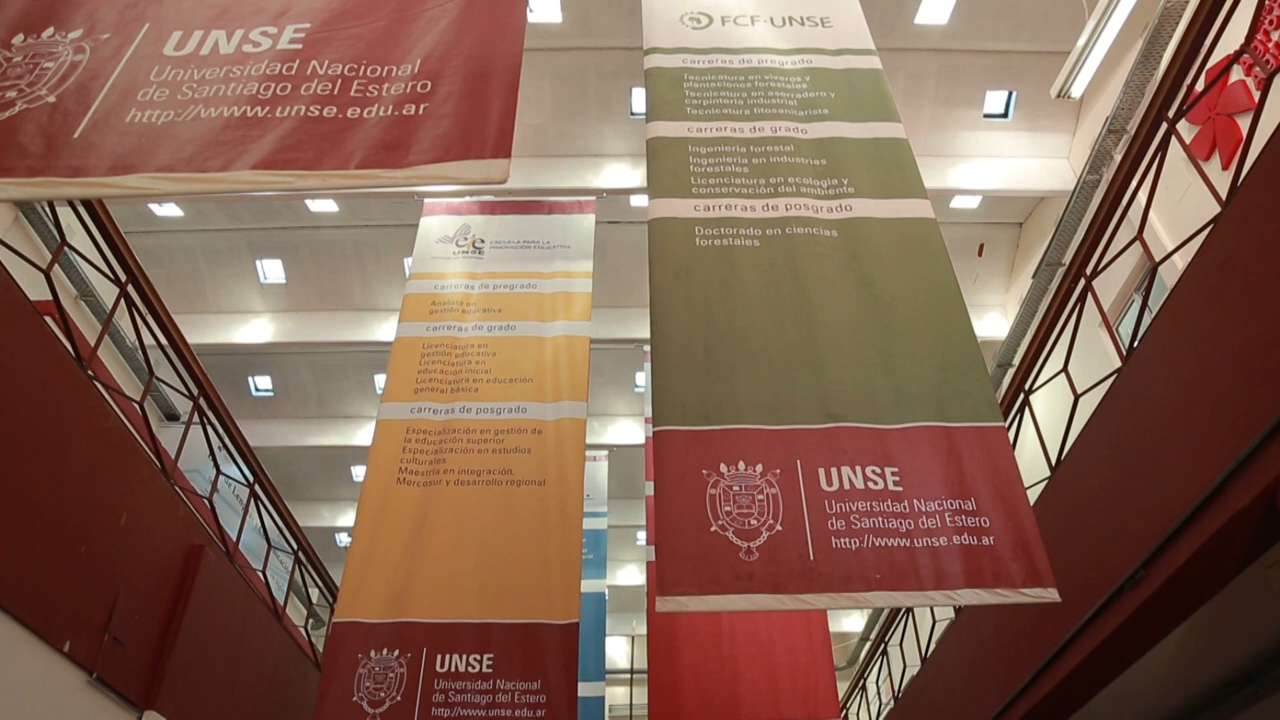 UNSE
Universidad Nacional
de Santiago del Estero
http://www.unse.edu.ar
FCF·UNSE
carreras de pregrado
Tecnicatura en viveros y
plantaciones forestales
Tecnicatura en aserradero y
carpintería industrial
Tecnicatura fitosanitarista
carreras de grado
Ingeniería forestal
Ingeniería en industrias
forestales
Licenciatura en ecología y
conservación del ambiente
carreras de posgrado
Doctorado en ciencias
forestales
UNSE
Universidad Nacional
de Santiago del Estero
http://www.unse.edu.ar
eie
UNSE
ESCUELA PARA LA
INNOVACIÓN EDUCATIVA
carreras de pregrado
Analista en
gestión educativa
carreras de grado
Licenciatura en
gestión educativa
Licenciatura en
educación inicial
Licenciatura en educación
general básica
carreras de posgrado
Especialización en gestión de
la educación superior
Especialización en estudios
culturales
Maestría en integración,
Mercosur y desarrollo regional
UNSE
Universidad Nacional
de Santiago del Estero
http://www.unse.edu.ar